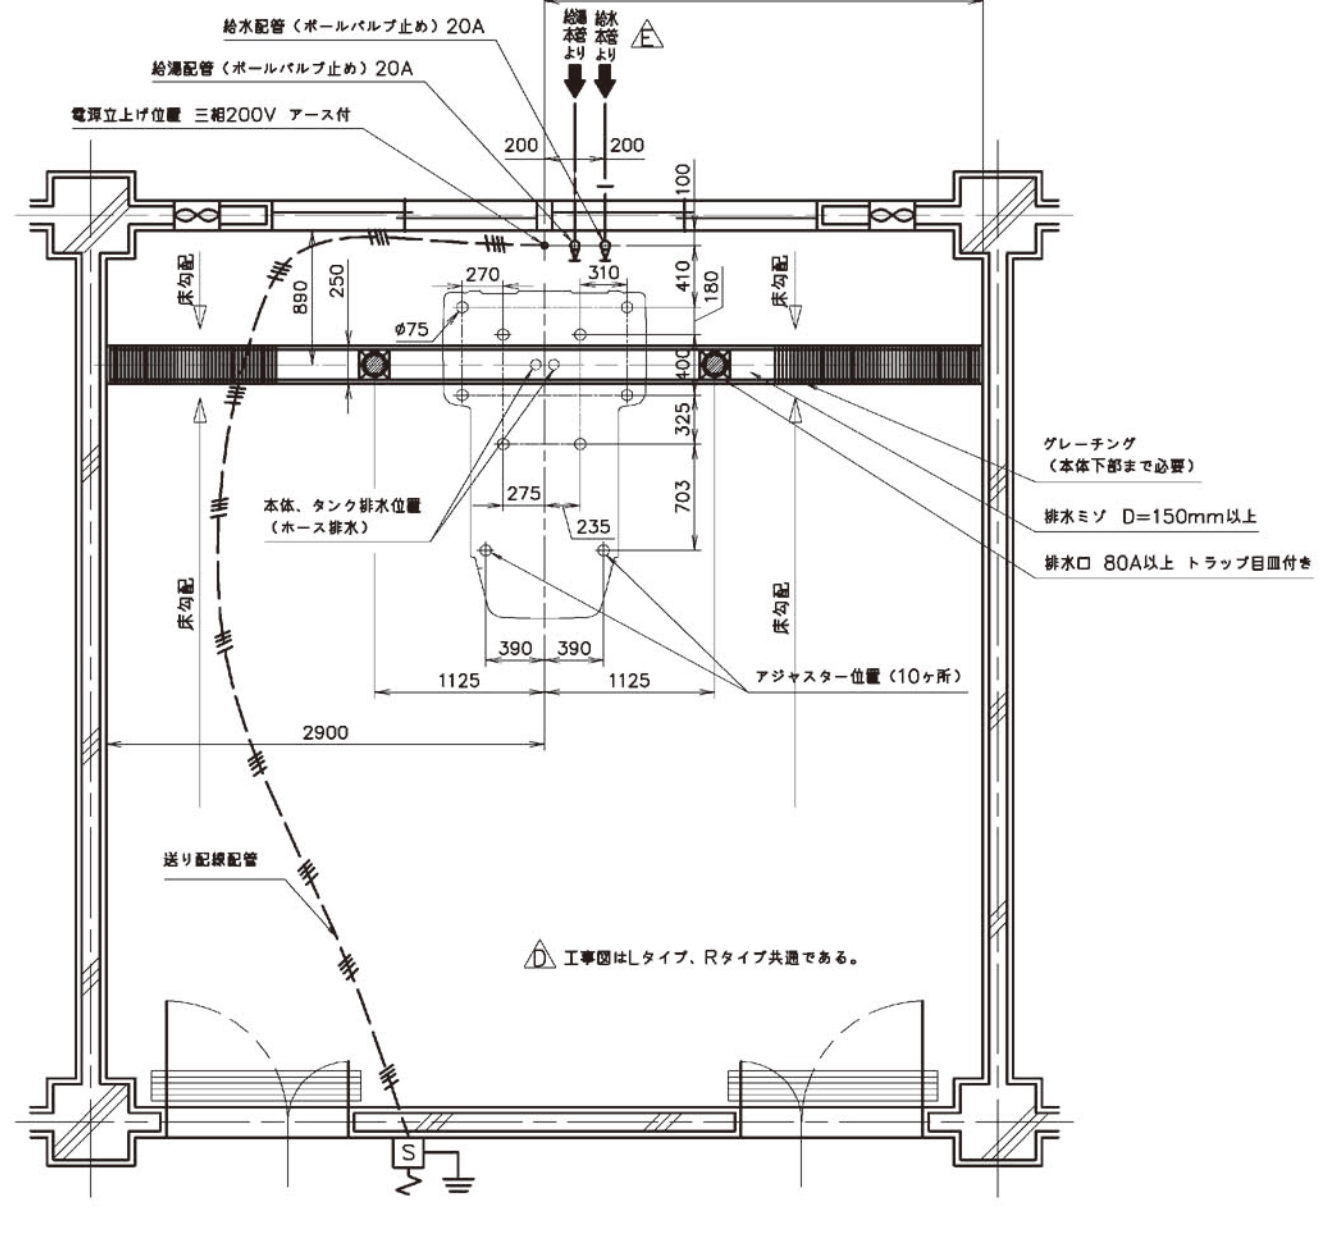 給水配管（ボールバルブ止め）20A
給湯配管（ボールバルブ止め）20A
電源立上げ位置　三相200V　アース付
給湯
本管
より
給水
本管
より
E
200
200
100
床勾配
890
250
270
310
410
180
床勾配
ø75
400
325
グレーチング
（本体下部まで必要）
本体、タンク排水位置
（ホース排水）
275
235
703
排水ミゾ　D=150mm以上
排水口　80A以上　トラップ目皿付き
床勾配
床勾配
390
390
アジャスター位置（10ヶ所）
1125
1125
2900
送り配線配管
D
工事図はLタイプ、Rタイプ共通である。
S